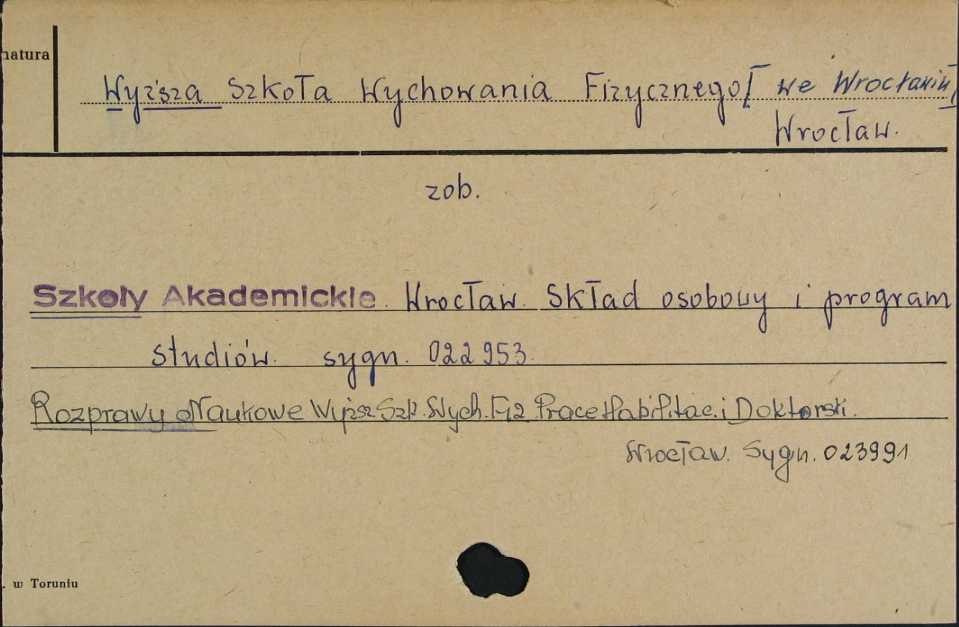 natura
Wyższa Szkoła Wychowania Fizycznego [we Wrocławiu]
Wrocław.
zob.
Szkoły Akademickie. Wrocław. Skład osobowy i program
studiów. sygn. 022953.
Rozprawy Naukowe Wyższ. Szk. Wych. Fiz Prace Habilitac. i Doktorski.
Wrocław. Sygn. 023991
. w Toruniu